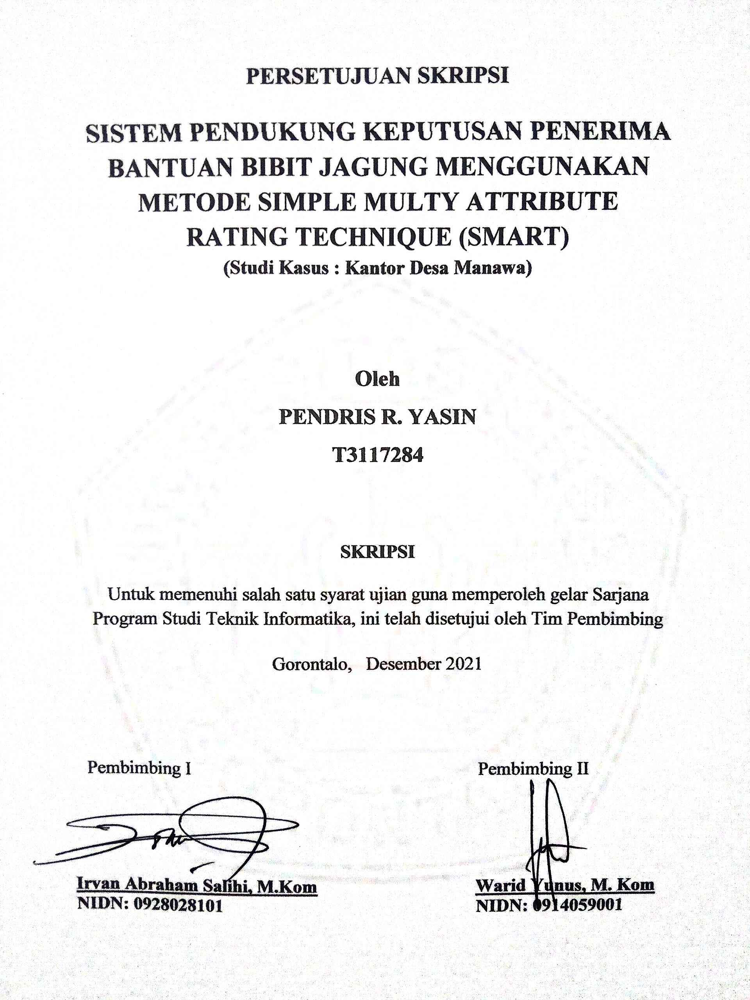 PERSETUJUAN SKRIPSI
SISTEM PENDUKUNG KEPUTUSAN PENERIMA
BANTUAN BIBIT JAGUNG MENGGUNAKAN
METODE SIMPLE MULTY ATTRIBUTE
RATING TECHNIQUE (SMART)
(Studi Kasus : Kantor Desa Manawa)
Oleh
PENDRIS R. YASIN
T3117284
SKRIPSI
Untuk memenuhi salah satu syarat ujian guna memperoleh gelar Sarjana
Program Studi Teknik Informatika, ini telah disetujui oleh Tim Pembimbing
Gorontalo, Desember 2021
Pembimbing I
Pembimbing II
Irvan Abraham Salihi, M.Kom
NIDN: 0928028101
Warid Yunus, M. Kom
NIDN: 0914059001